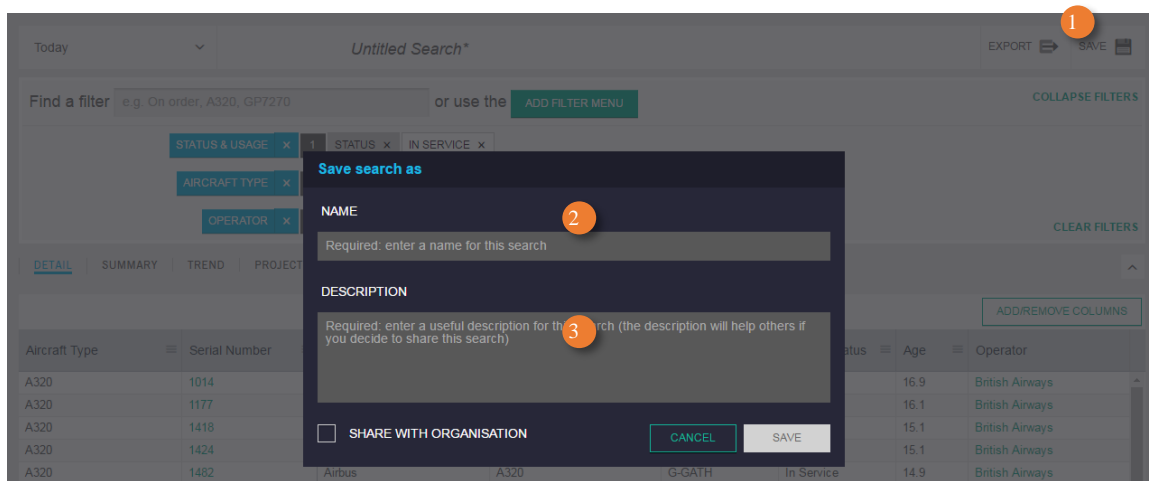 1
Today
Untitled Search*
EXPORT
SAVE
Find a filter
e.g. On order, A320, GP7270
or use the
ADD FILTER MENU
COLLAPSE FILTERS
STATUS & USAGE × 1 STATUS × IN SERVICE ×
AIRCRAFT TYPE ×
OPERATOR ×
CLEAR FILTERS
Save search as
NAME
2
Required: enter a name for this search
DETAIL SUMMARY TREND PROJECT
DESCRIPTION
Required: enter a useful description for this search (the description will help others if
you decide to share this search)
3
SHARE WITH ORGANISATION
CANCEL
SAVE
ADD/REMOVE COLUMNS
Aircraft Type Serial Number atus Age Operator
A320 1014 16.9 British Airways
A320 1177 16.1 British Airways
A320 1418 15.1 British Airways
A320 1424 15.1 British Airways
A320 1482 Airbus A320 G-GATH In Service 14.9 British Airways